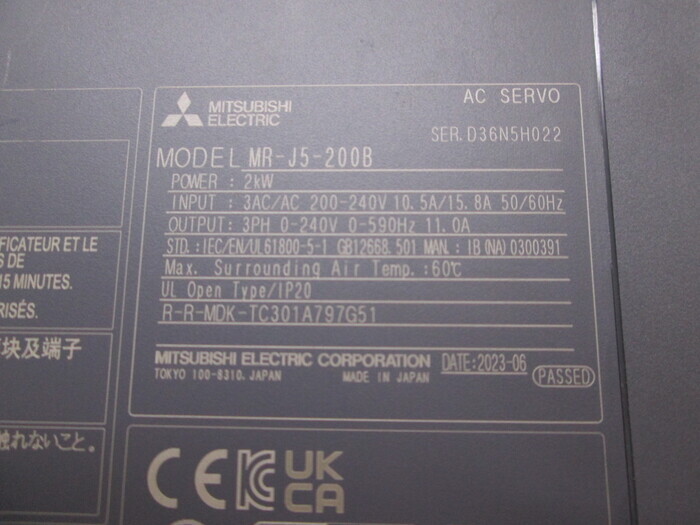 MITSUBISHI
ELECTRIC
AC SERVO
SER. D36N5H022
MODEL MR-J5-200B
POWER : 2kW
INPUT : 3AC/AC 200-240V 10.5A/15.8A 50/60Hz
OUTPUT: 3PH 0-240V 0-590Hz 11.0A
STD.: IEC/EN/UL61800-5-1 GB12668.501 MAN.: IB(NA)0300391
Max. Surrounding Air Temp.:60℃
UL Open Type/IP20
R-R-MDK-TC301A797G51
MITSUBISHI ELECTRIC CORPORATION DATE:2023-06
TOKYO 100-8310, JAPAN MADE IN JAPAN PASSED
FICATEUR ET LE
S DE
15 MINUTES.
RISÉS.
块及端子
触れないこと。
CE KC UK
CA